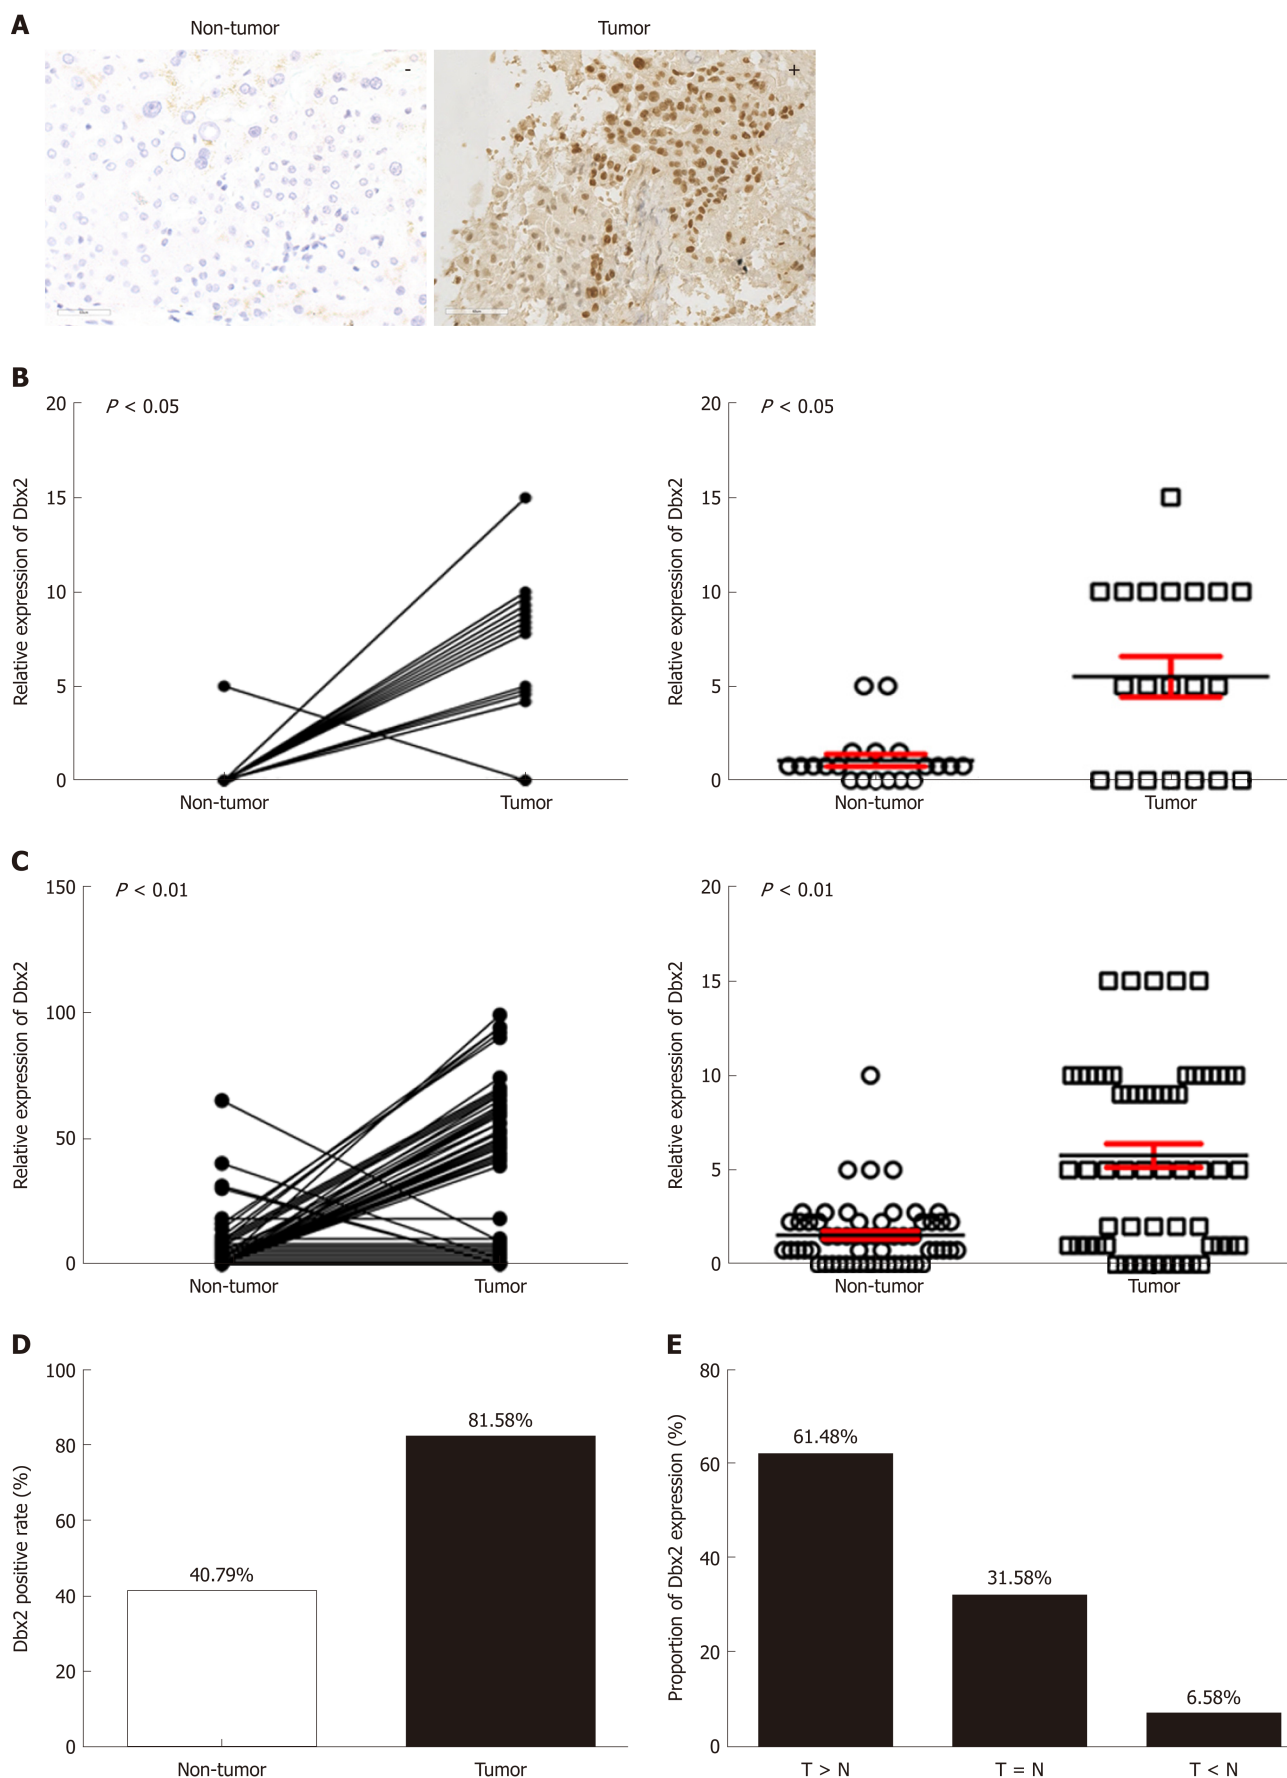 A
Non-tumor Tumor
- +
B
P < 0.05
Relative expression of Dbx2
20
15
10
5
0
Non-tumor Tumor
P < 0.05
Relative expression of Dbx2
20
15
10
5
0
Non-tumor Tumor
C
P < 0.01
Relative expression of Dbx2
150
100
50
0
Non-tumor Tumor
P < 0.01
Relative expression of Dbx2
20
15
10
5
0
Non-tumor Tumor
D
Dbx2 positive rate (%)
100
80
60
40
20
0
40.79%
81.58%
Non-tumor Tumor
E
Proportion of Dbx2 expression (%)
80
60
40
20
0
61.48%
31.58%
6.58%
T > N T = N T < N